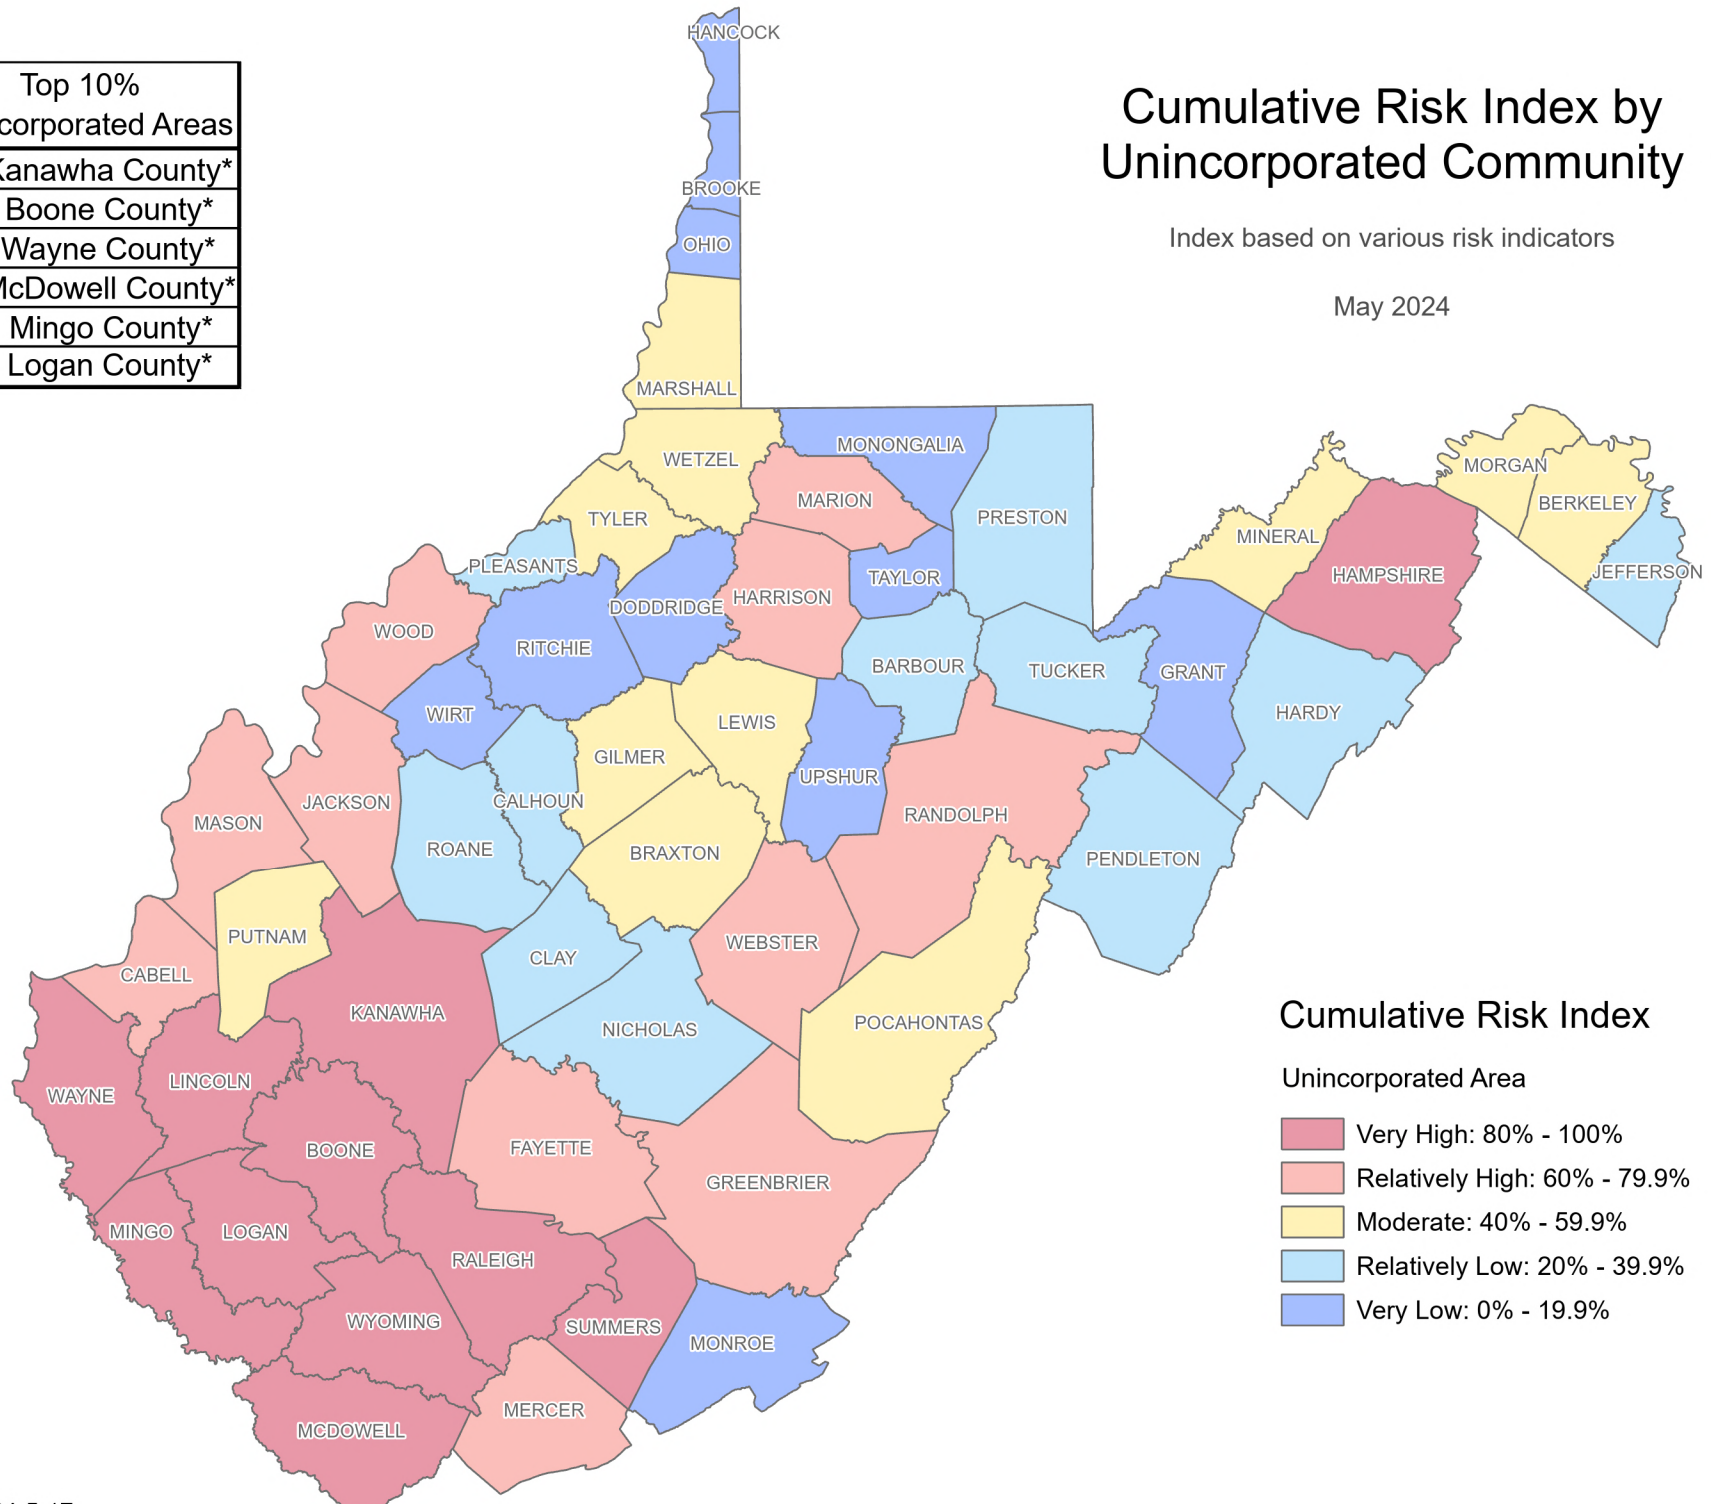 Top 10%
corporated Areas
Kanawha County*
Boone County*
Wayne County*
McDowell County*
Mingo County*
Logan County*
Cumulative Risk Index by
Unincorporated Community
Index based on various risk indicators
May 2024
HANCOCK
BROOKE
OHIO
MARSHALL
WETZEL
MONONGALIA
MARION
PRESTON
TYLER
PLEASANTS
TAYLOR
DODDRIDGE
HARRISON
WOOD
RITCHIE
BARBOUR
TUCKER
MORGAN
BERKELEY
MINERAL
HAMPSHIRE
JEFFERSON
GRANT
HARDY
WIRT
LEWIS
GILMER
UPSHUR
CALHOUN
JACKSON
MASON
ROANE
BRAXTON
RANDOLPH
PENDLETON
PUTNAM
WEBSTER
CLAY
CABELL
KANAWHA
NICHOLAS
POCAHONTAS
LINCOLN
WAYNE
BOONE
FAYETTE
GREENBRIER
MINGO
LOGAN
RALEIGH
WYOMING
SUMMERS
MONROE
MERCER
MCDOWELL
Cumulative Risk Index
Unincorporated Area
Very High: 80% - 100%
Relatively High: 60% - 79.9%
Moderate: 40% - 59.9%
Relatively Low: 20% - 39.9%
Very Low: 0% - 19.9%